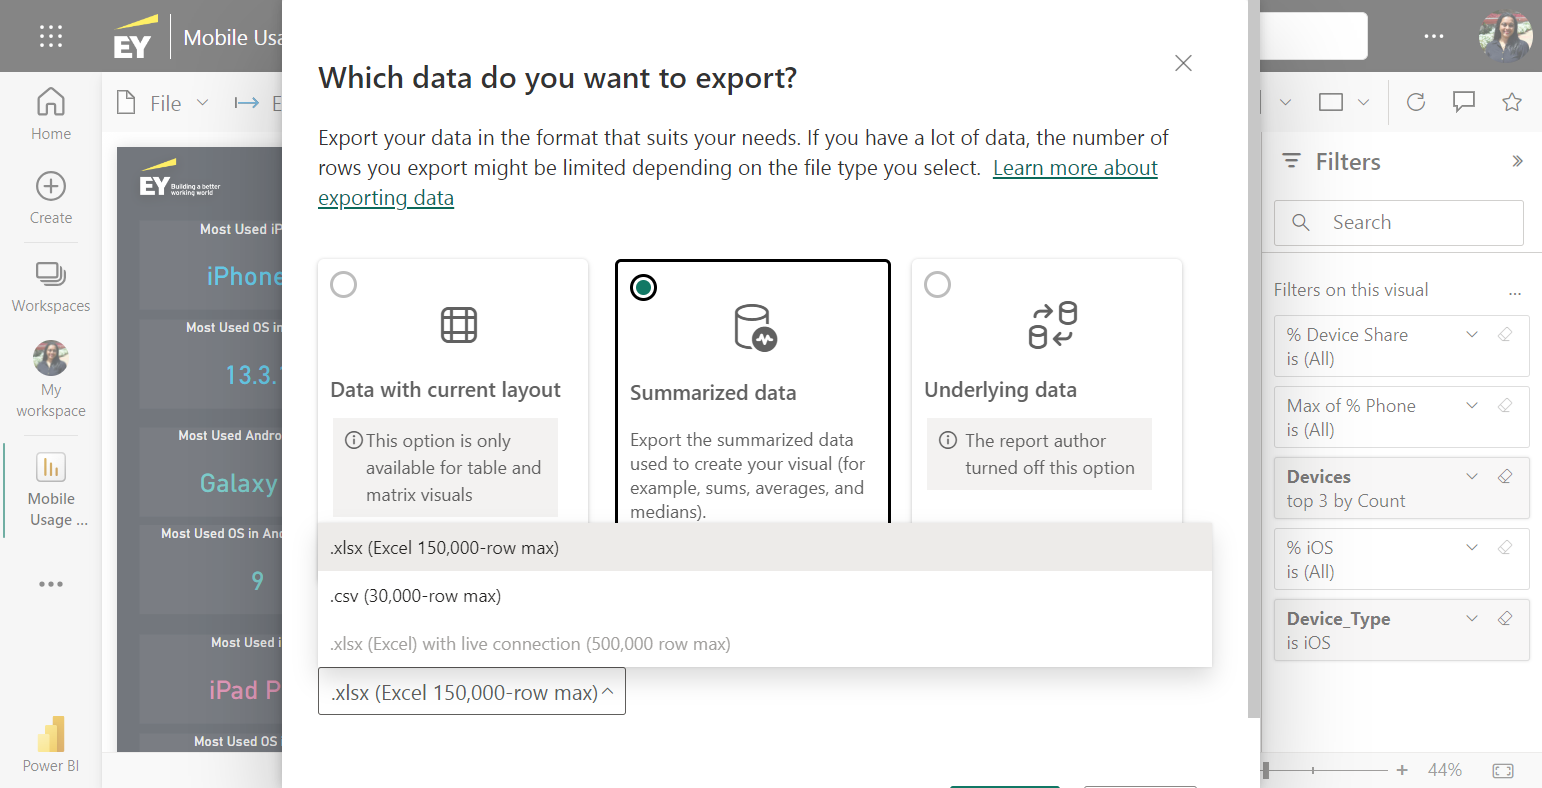 EY
Mobile Usa
Home
Create
Workspaces
My
workspace
Mobile
Usage ...
Power BI
File
E
EY Building a better
working world
Most Used iP
iPhone
Most Used OS in
13.3.
Most Used Andro
Galaxy
Most Used OS in And
9
Most Used i
iPad P
Most Used OS
Which data do you want to export?
Export your data in the format that suits your needs. If you have a lot of data, the number of
rows you export might be limited depending on the file type you select. Learn more about
exporting data
Data with current layout
This option is only
available for table and
matrix visuals
Summarized data
Export the summarized data
used to create your visual (for
example, sums, averages, and
medians).
Underlying data
The report author
turned off this option
.xlsx (Excel 150,000-row max)
.csv (30,000-row max)
.xlsx (Excel) with live connection (500,000 row max)
.xlsx (Excel 150,000-row max)
Filters
Search
Filters on this visual
% Device Share
is (All)
Max of % Phone
is (All)
Devices
top 3 by Count
% iOS
is (All)
Device_Type
is iOS
44%